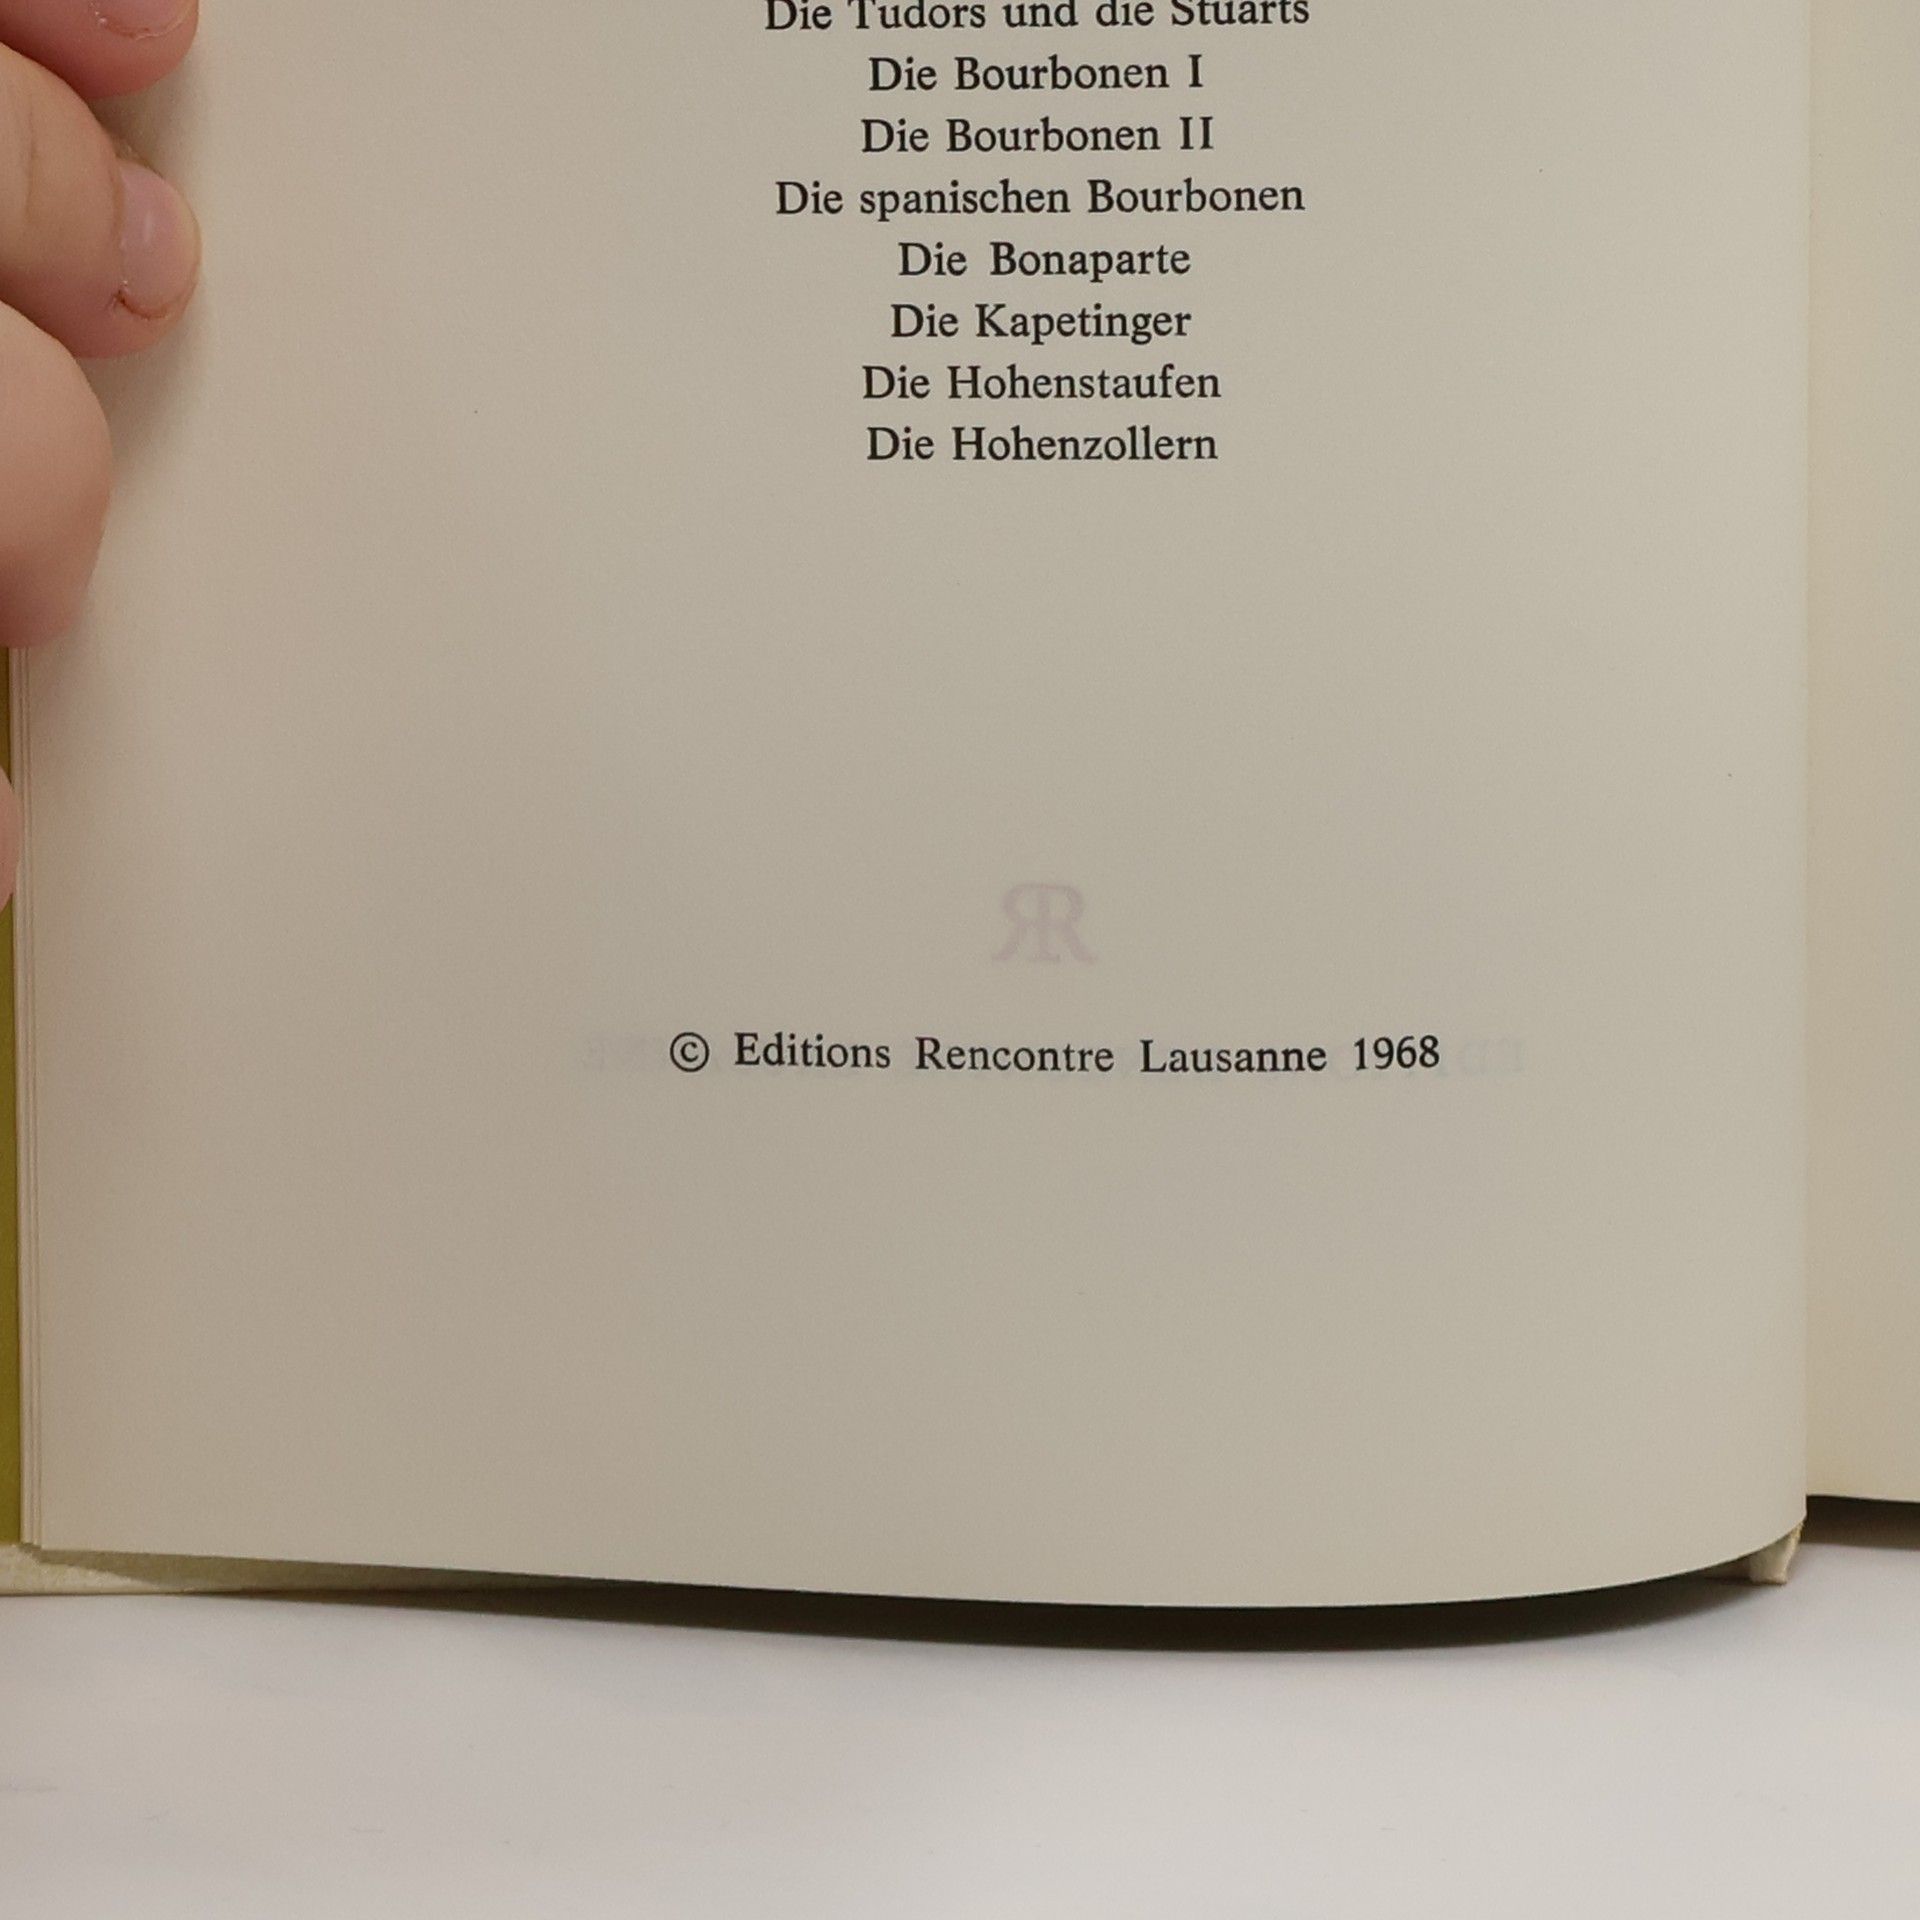 Die Tudors und die Stuarts
Die Bourbonen I
Die Bourbonen II
Die spanischen Bourbonen
Die Bonaparte
Die Kapetinger
Die Hohenstaufen
Die Hohenzollern
© Editions Rencontre Lausanne 1968